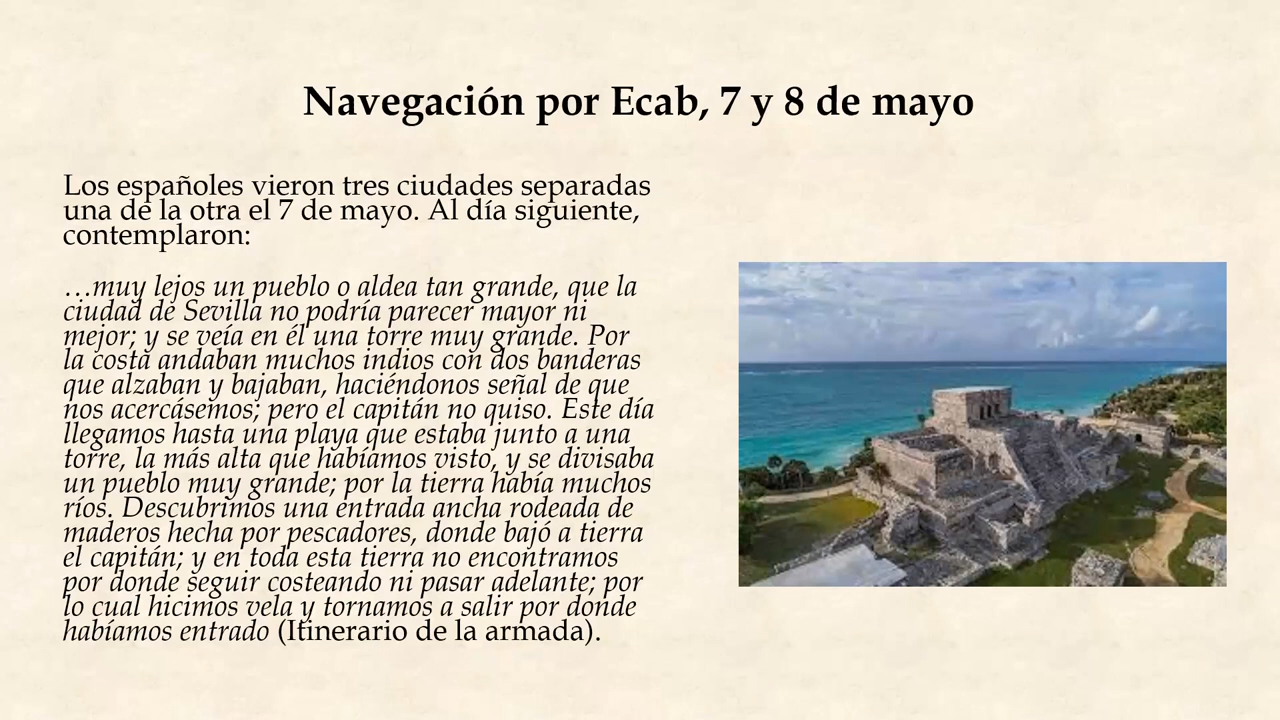 Navegación por Ecab, 7 y 8 de mayo
Los españoles vieron tres ciudades separadas
una de la otra el 7 de mayo. Al día siguiente,
contemplaron:
…muy lejos un pueblo o aldea tan grande, que la
ciudad de Sevilla no podría parecer mayor ni
mejor; y se veía en él una torre muy grande. Por
la costa andaban muchos indios con dos banderas
que alzaban y bajaban, haciéndonos señal de que
nos acercásemos; pero el capitán no quiso. Este día
llegamos hasta una playa que estaba junto a una
torre, la más alta que habíamos visto, y se divisaba
un pueblo muy grande; por la tierra había muchos
ríos. Descubrimos una entrada ancha rodeada de
maderos hecha por pescadores, donde bajó a tierra
el capitán; y en toda esta tierra no encontramos
por donde seguir costeando ni pasar adelante; por
lo cual hicimos vela y tornamos a salir por donde
habíamos entrado (Itinerario de la armada).